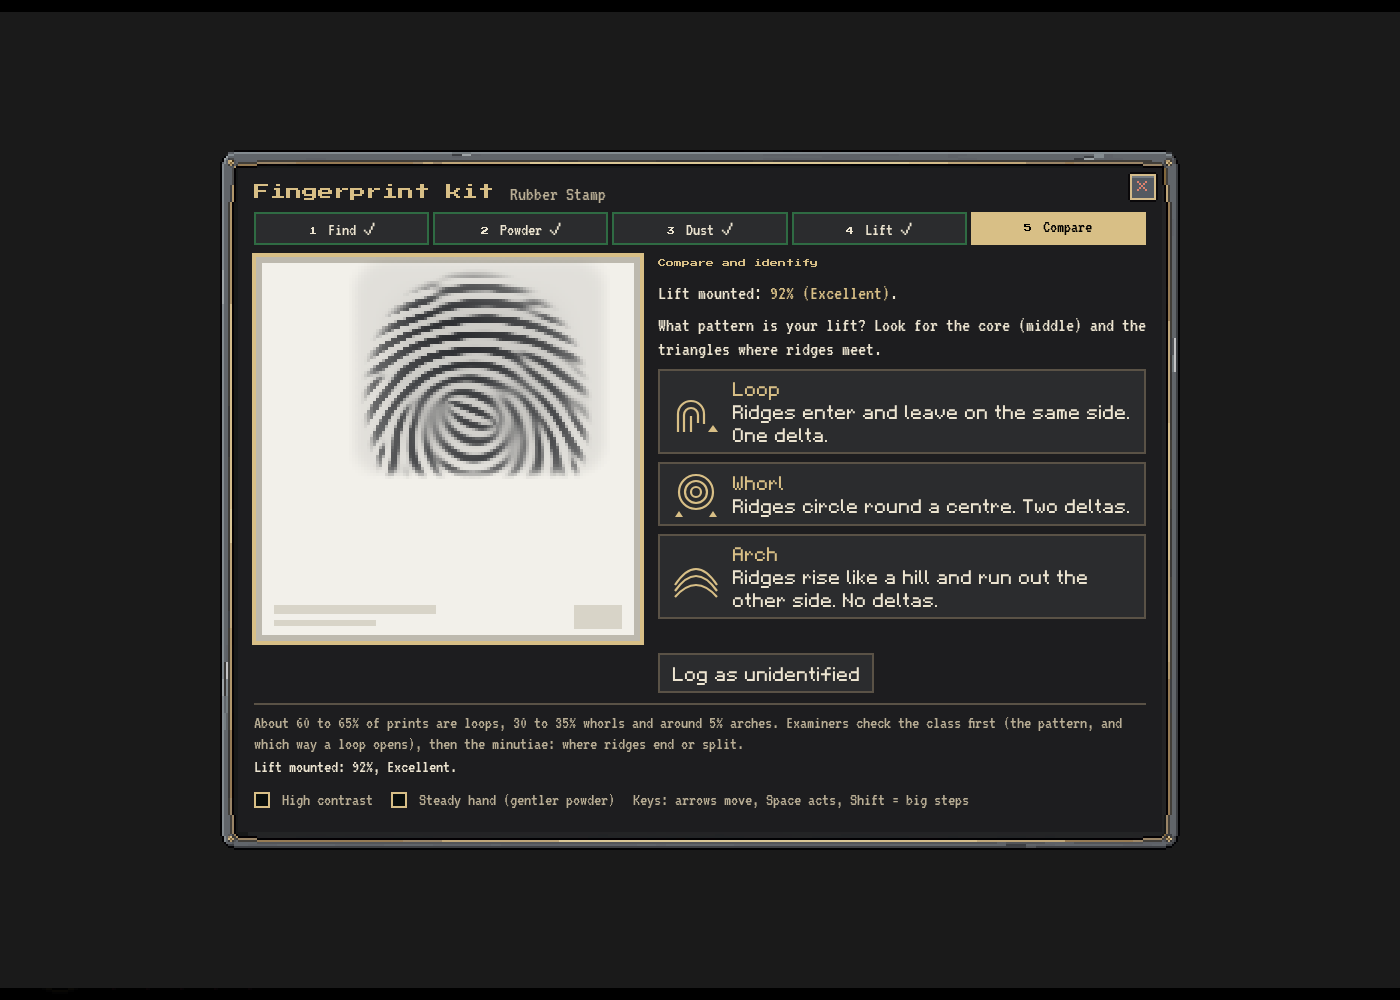 Fingerprint kit Rubber Stamp
1 Find ✓ 2 Powder ✓ 3 Dust ✓ 4 Lift ✓ 5 Compare
Compare and identify
Lift mounted: 92% (Excellent).
What pattern is your lift? Look for the core (middle) and the
triangles where ridges meet.
Loop
Ridges enter and leave on the same side.
One delta.
Whorl
Ridges circle round a centre. Two deltas.
Arch
Ridges rise like a hill and run out the
other side. No deltas.
Log as unidentified
About 60 to 65% of prints are loops, 30 to 35% whorls and around 5% arches. Examiners check the class first (the pattern, and
which way a loop opens), then the minutiae: where ridges end or split.
Lift mounted: 92%, Excellent.
High contrast Steady hand (gentler powder) Keys: arrows move, Space acts, Shift = big steps